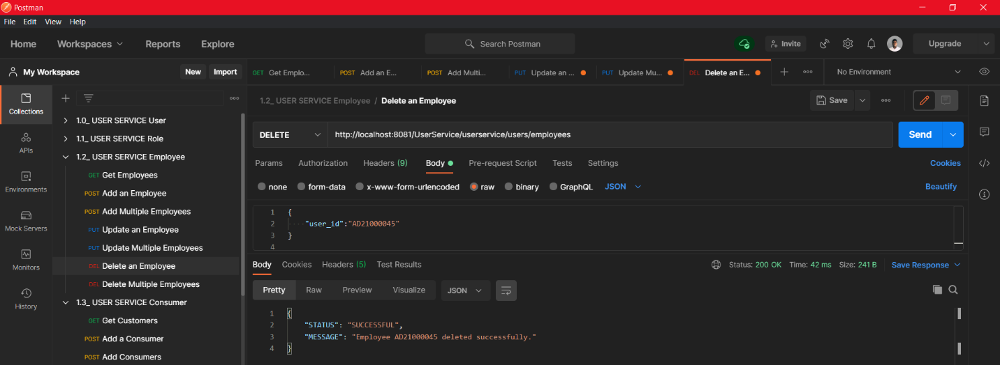 Postman
File Edit View Help
Home Workspaces Reports Explore Search Postman Invite Upgrade
My Workspace New Import GET Get Emplo... POST Add an E... POST Add Multi... PUT Update an ... PUT Update Mu... DEL Delete an E... No Environment
Collections
APIs
Environments
Mock Servers
Monitors
History
1.0_ USER SERVICE User
1.1_ USER SERVICE Role
1.2_ USER SERVICE Employee
GET Get Employees
POST Add an Employee
POST Add Multiple Employees
PUT Update an Employee
PUT Update Multiple Employees
DEL Delete an Employee
DEL Delete Multiple Employees
1.3_ USER SERVICE Consumer
GET Get Customers
POST Add a Consumer
POST Add Consumers
1.2_ USER SERVICE Employee / Delete an Employee Save
DELETE http://localhost:8081/UserService/userservice/users/employees Send
Params Authorization Headers (9) Body Pre-request Script Tests Settings Cookies
none form-data x-www-form-urlencoded raw binary GraphQL JSON Beautify
1 {
2 "user_id":"AD21000045"
3 }
4
Body Cookies Headers (5) Test Results Status: 200 OK Time: 42 ms Size: 241 B Save Response
Pretty Raw Preview Visualize JSON
1 {
2 "STATUS": "SUCCESSFUL",
3 "MESSAGE": "Employee AD21000045 deleted successfully."
4 }